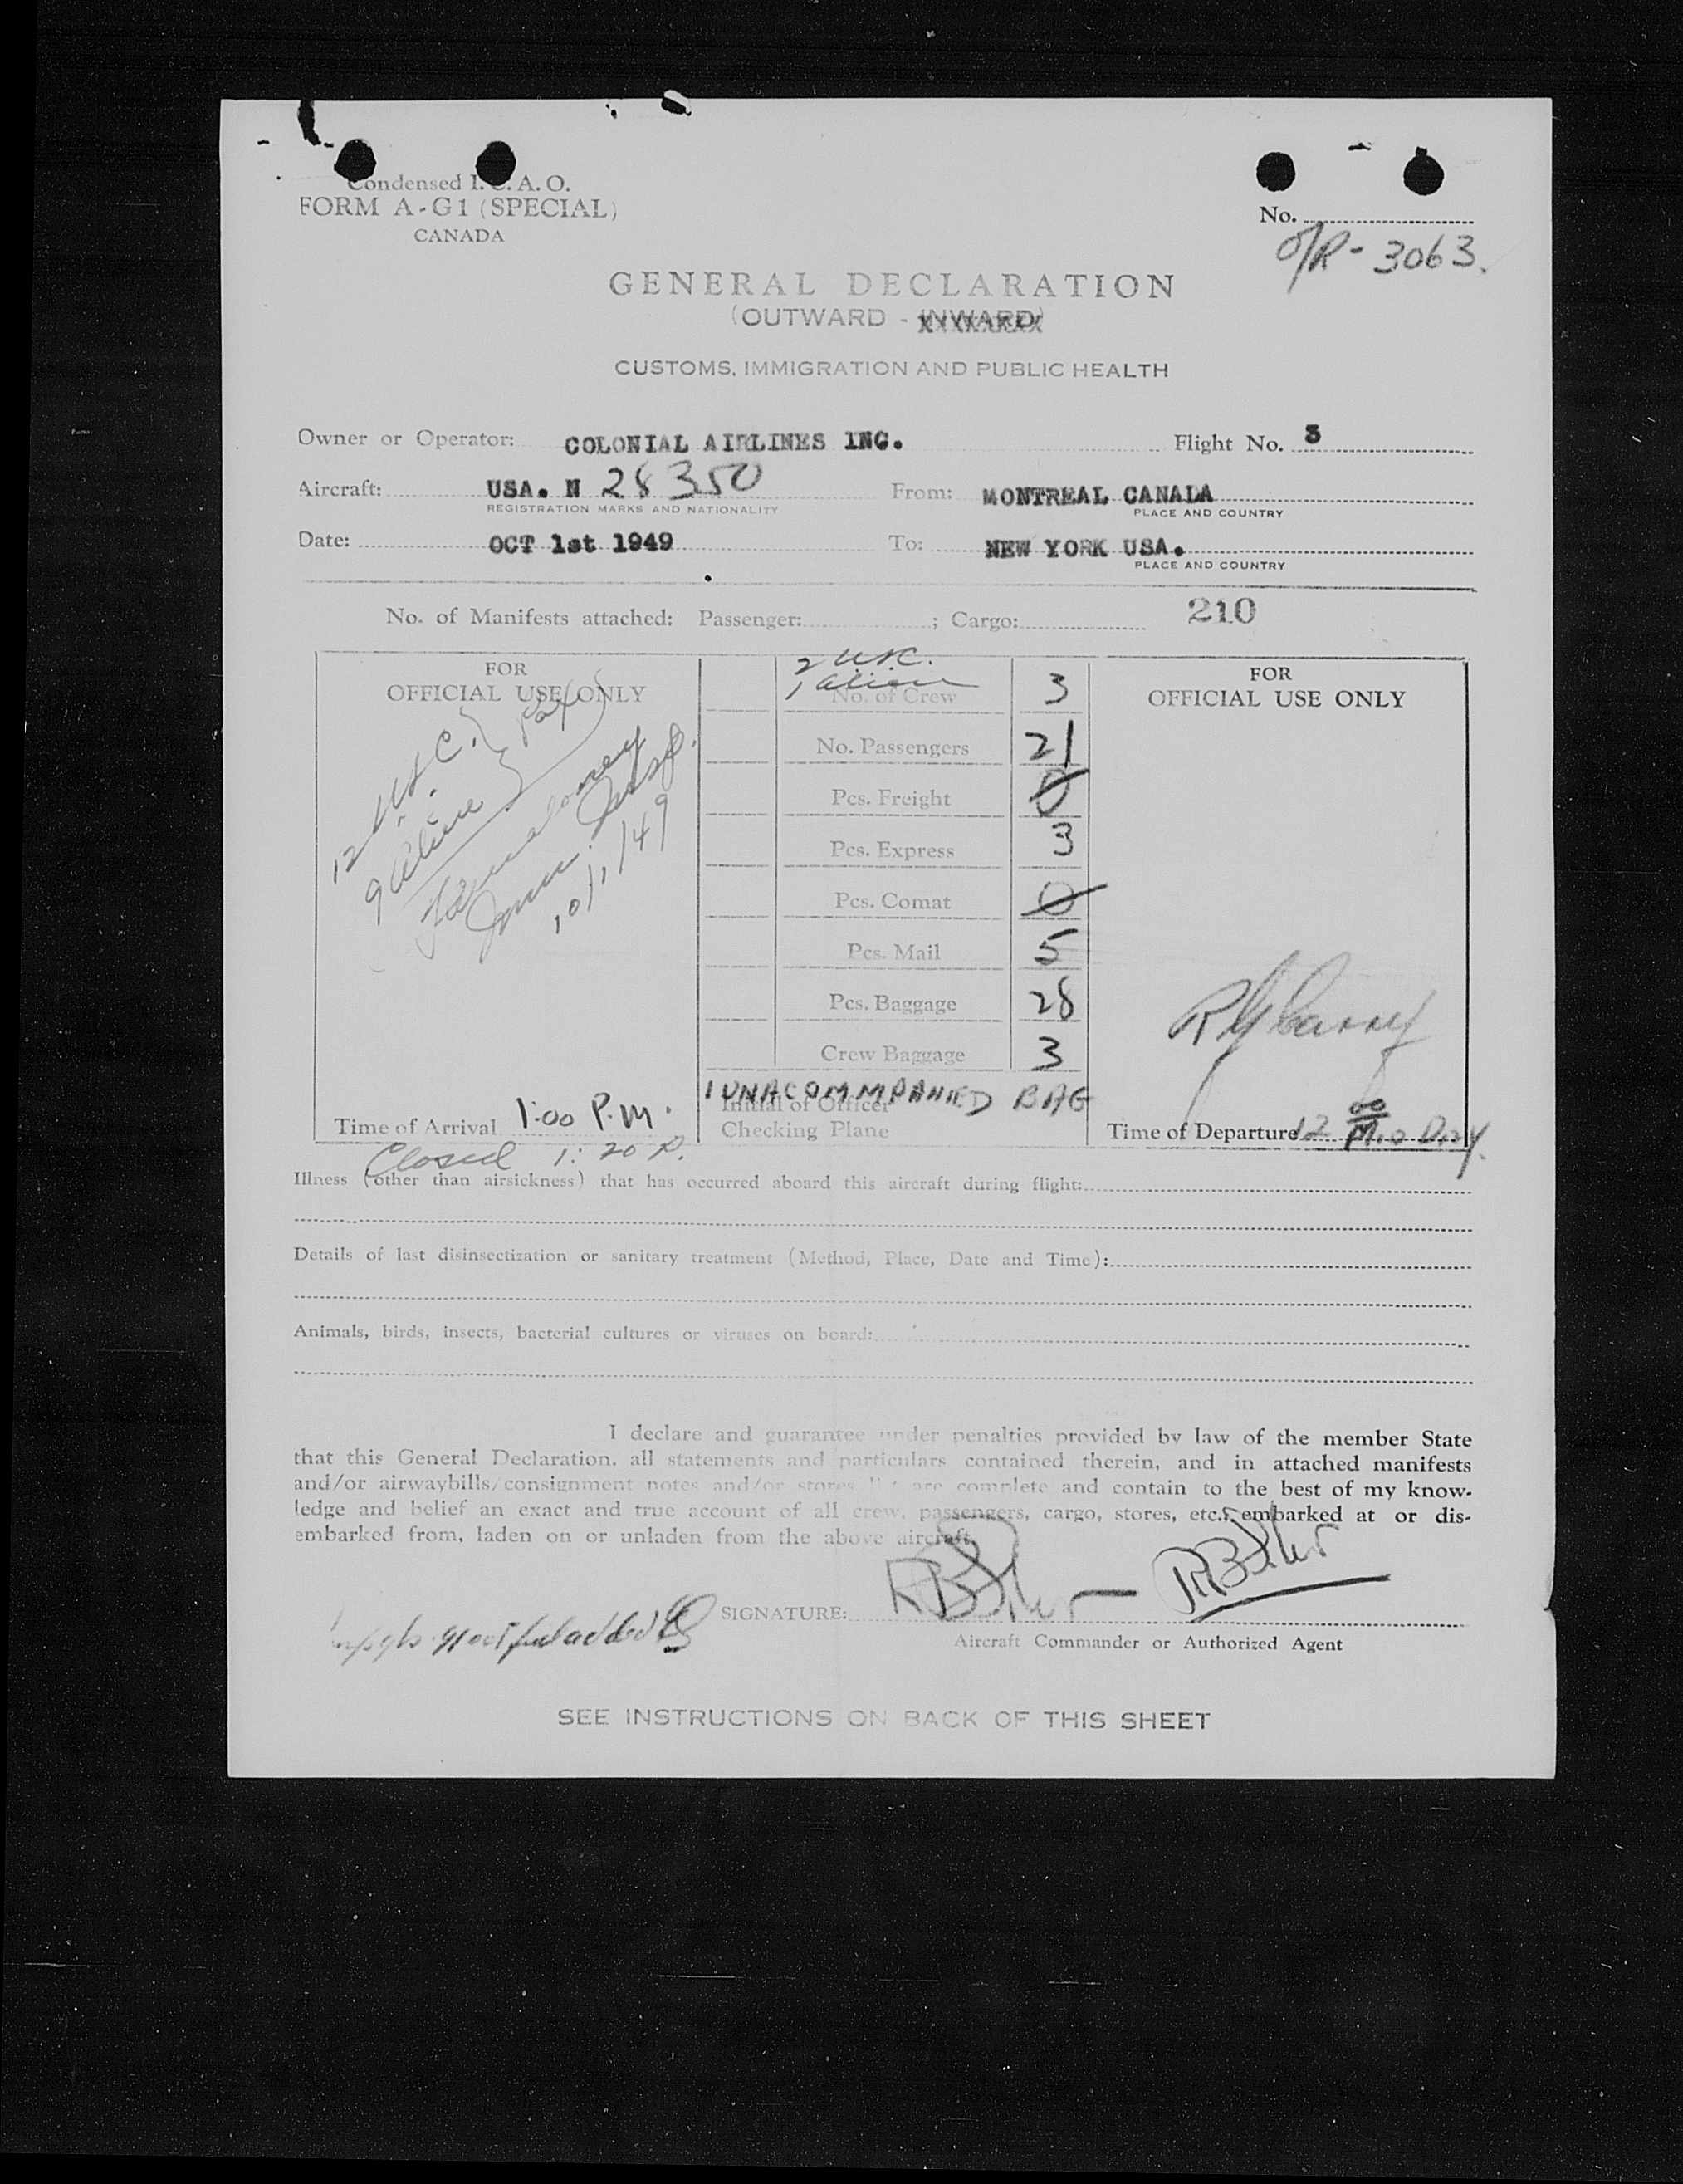 Condensed I.C.A.O.
FORM A-G1 (SPECIAL)
CANADA
No.
O/R-3063.
GENERAL DECLARATION
(OUTWARD - INWARD)
CUSTOMS, IMMIGRATION AND PUBLIC HEALTH
Owner or Operator: COLONIAL AIRLINES INC. Flight No. 3
Aircraft: USA. N 28350 From: MONTREAL CANADA
REGISTRATION MARKS AND NATIONALITY PLACE AND COUNTRY
Date: OCT 1st 1949 To: NEW YORK USA.
PLACE AND COUNTRY
No. of Manifests attached: Passenger: ; Cargo: 210
FOR
OFFICIAL USE ONLY
12 U.S.C.
9 alien
Pax
Imm. Insp.
10/1/49
Time of Arrival 1:00 P.M.
Closed 1:20 P.
2 USC.
1 alien
No. of Crew 3
No. Passengers 21
Pcs. Freight 0
Pcs. Express 3
Pcs. Comat 0
Pcs. Mail 5
Pcs. Baggage 28
Crew Baggage 3
1 UNACOMMPANIED BAG
Initial of Officer
Checking Plane
FOR
OFFICIAL USE ONLY
Time of Departure 12 00 Mid Day.
Illness (other than airsickness) that has occurred aboard this aircraft during flight:
Details of last disinsectization or sanitary treatment (Method, Place, Date and Time):
Animals, birds, insects, bacterial cultures or viruses on board:
I declare and guarantee under penalties provided by law of the member State
that this General Declaration, all statements and particulars contained therein, and in attached manifests
and/or airwaybills/consignment notes and/or stores list are complete and contain to the best of my know-
ledge and belief an exact and true account of all crew, passengers, cargo, stores, etc., embarked at or dis-
embarked from, laden on or unladen from the above aircraft.
SIGNATURE:
fuel added
Aircraft Commander or Authorized Agent
SEE INSTRUCTIONS ON BACK OF THIS SHEET